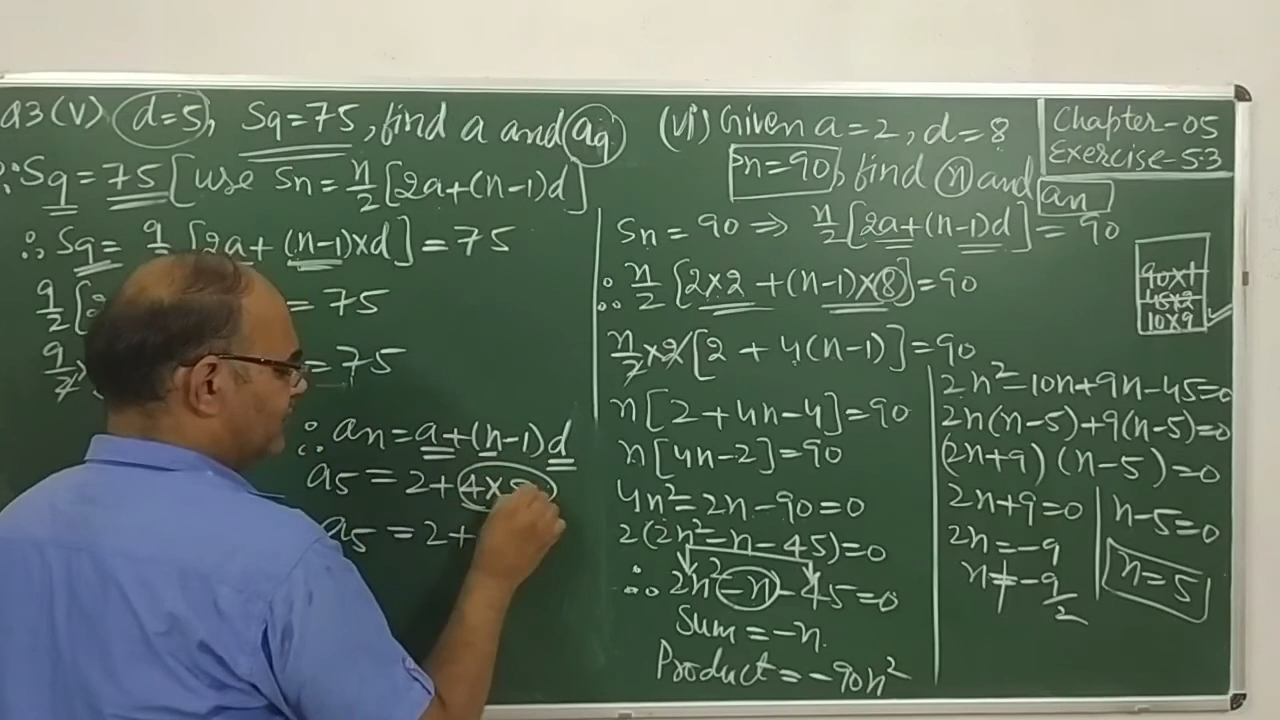 Q3(V) d=5, S9=75, find a and a9
∵ S9 = 75 [use Sn = n/2 [2a+(n-1)d]
∴ S9 = 9/2 [2a + (n-1)×d] = 75
9/2 [2 = 75
9/2 × = 75
∴ an = a+(n-1)d
a5 = 2+4×
a5 = 2+
(vi) Given a=2, d=8
Sn=90, find n and an
Sn = 90 ⇒ n/2 [2a+(n-1)d] = 90
∴ n/2 [2×2 + (n-1)×8] = 90
n/2 × 2 [2 + 4(n-1)] = 90
n[2+4n-4] = 90
n[4n-2] = 90
4n² = 2n - 90 = 0
2(2n² - n - 45) = 0
∴ 2n² - n - 45 = 0
Sum = -n
Product = -90n²
2n² - 10n + 9n - 45 = 0
2n(n-5) + 9(n-5) = 0
(2n+9) (n-5) = 0
2n+9 = 0
2n = -9
n ≠ -9/2
n-5 = 0
n = 5
Chapter-05
Exercise-5.3
90×1
45×2
10×9 ✓